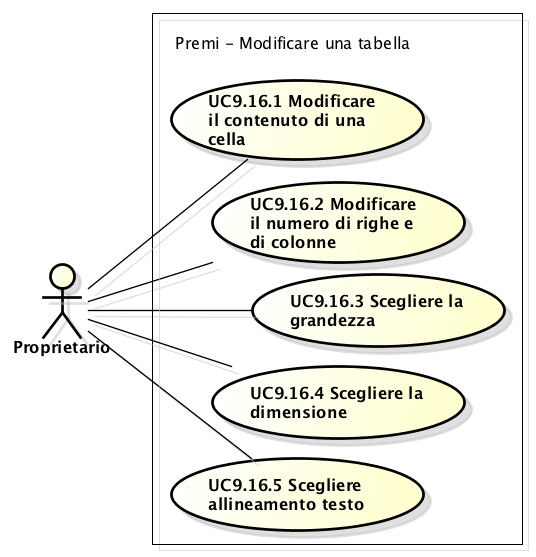 Premi - Modificare una tabella
UC9.16.1 Modificare
il contenuto di una
cella
UC9.16.2 Modificare
il numero di righe e
di colonne
UC9.16.3 Scegliere la
grandezza
Proprietario
UC9.16.4 Scegliere la
dimensione
UC9.16.5 Scegliere
allineamento testo